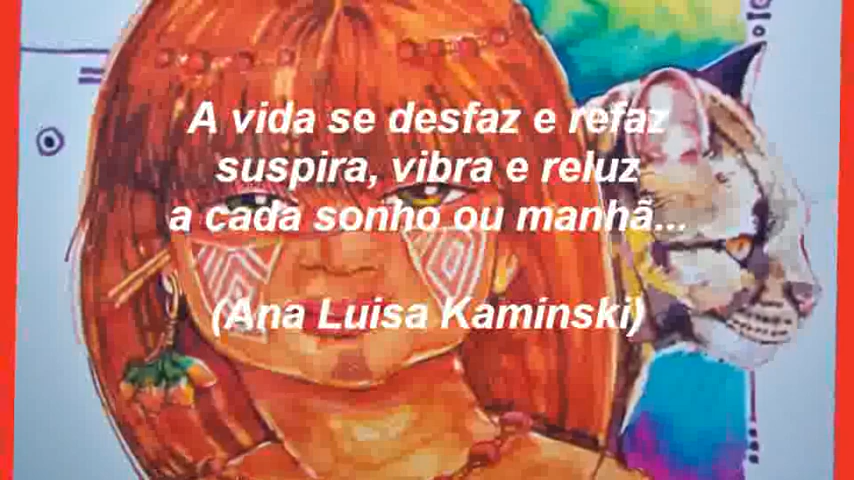 A vida se desfaz e refaz
suspira, vibra e reluz
a cada sonho ou manhã...
(Ana Luisa Kaminski)